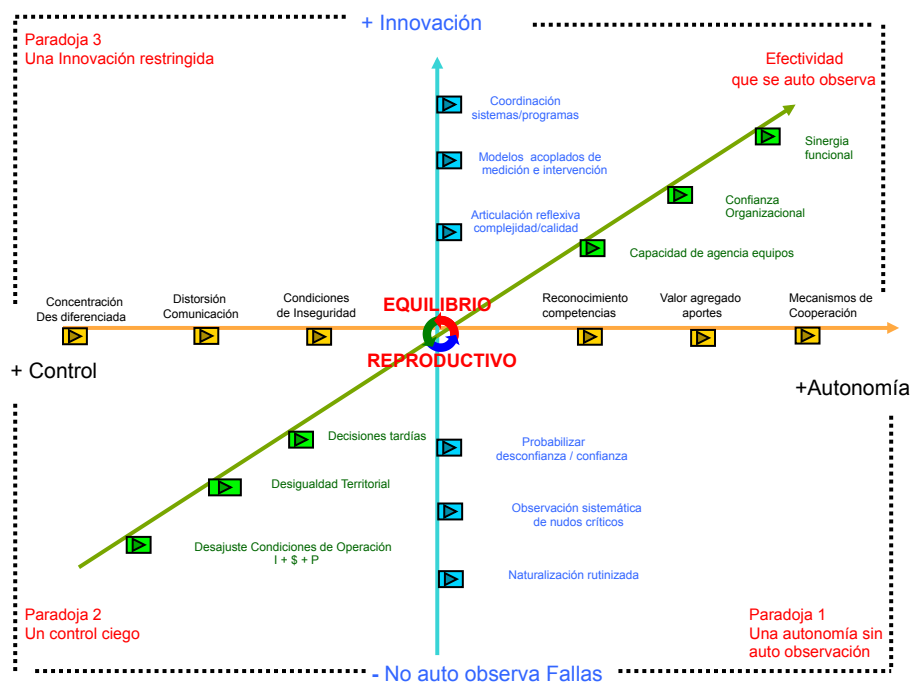 + Innovación
Paradoja 3
Una Innovación restringida
Efectividad
que se auto observa
Coordinación
sistemas/programas
Sinergia
funcional
Modelos acoplados de
medición e intervención
Confianza
Organizacional
Articulación reflexiva
complejidad/calidad
Capacidad de agencia equipos
Concentración
Des diferenciada
Distorsión
Comunicación
Condiciones
de Inseguridad
EQUILIBRIO
REPRODUCTIVO
Reconocimiento
competencias
Valor agregado
aportes
Mecanismos de
Cooperación
+ Control
+Autonomía
Decisiones tardías
Probabilizar
desconfianza / confianza
Desigualdad Territorial
Observación sistemática
de nudos críticos
Desajuste Condiciones de Operación
I + $ + P
Naturalización rutinizada
Paradoja 2
Un control ciego
Paradoja 1
Una autonomía sin
auto observación
- No auto observa Fallas